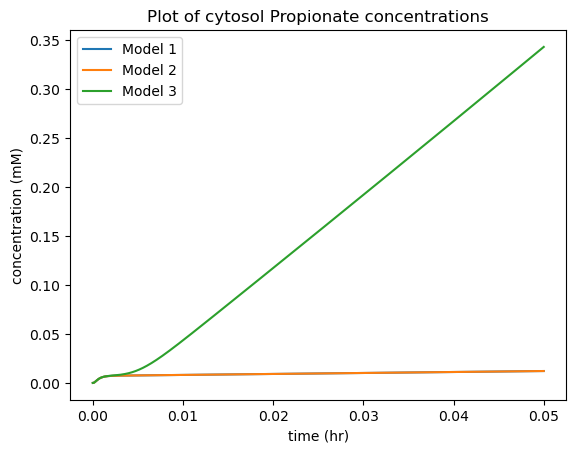 Plot of cytosol Propionate concentrations
Model 1
Model 2
Model 3
concentration (mM)
0.35
0.30
0.25
0.20
0.15
0.10
0.05
0.00
0.00 0.01 0.02 0.03 0.04 0.05
time (hr)